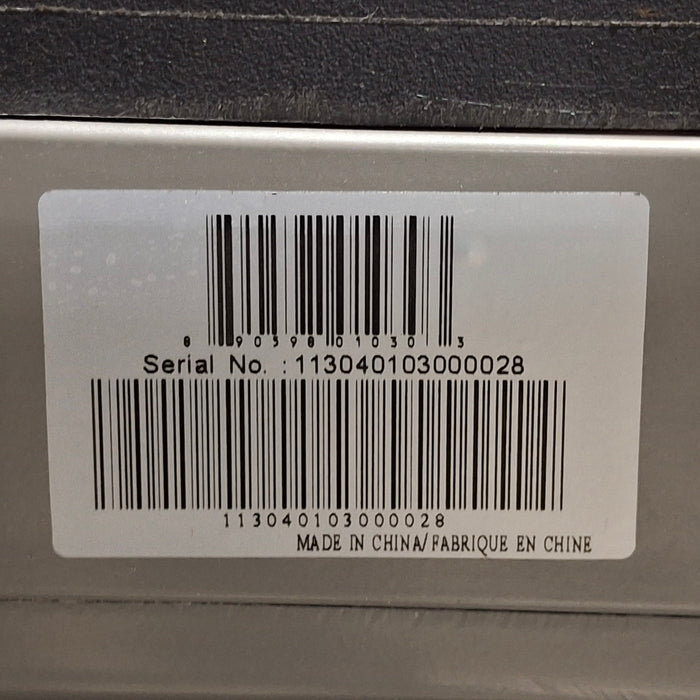 8 90398 01030 3
Serial No. :113040103000028
113040103000028
MADE IN CHINA/FABRIQUE EN CHINE